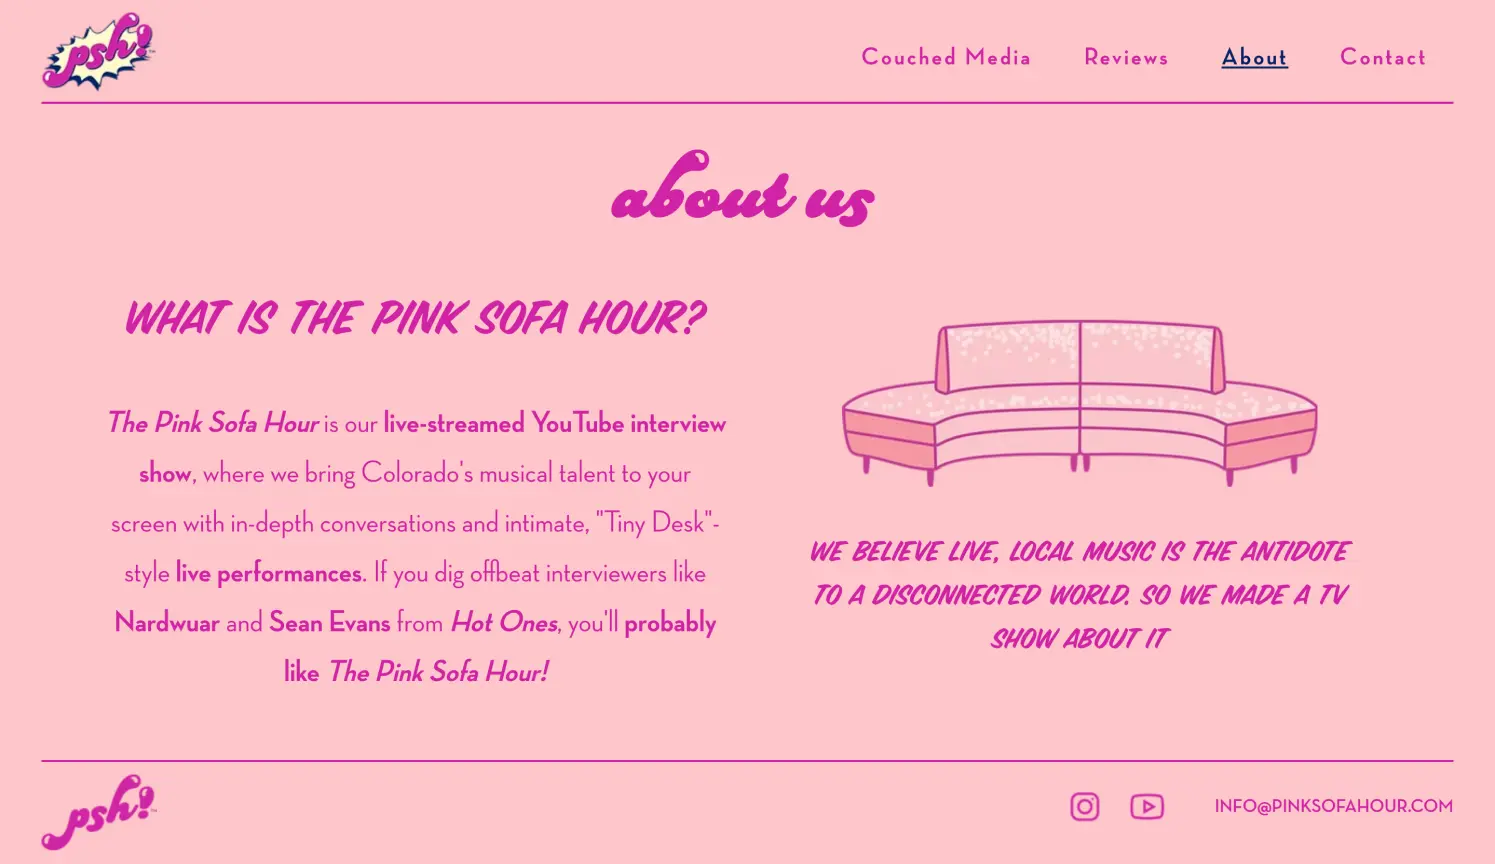 psh!™
Couched Media Reviews About Contact
about us
WHAT IS THE PINK SOFA HOUR?
The Pink Sofa Hour is our live-streamed YouTube interview
show, where we bring Colorado's musical talent to your
screen with in-depth conversations and intimate, "Tiny Desk"-
style live performances. If you dig offbeat interviewers like
Nardwuar and Sean Evans from Hot Ones, you'll probably
like The Pink Sofa Hour!
WE BELIEVE LIVE, LOCAL MUSIC IS THE ANTIDOTE
TO A DISCONNECTED WORLD. SO WE MADE A TV
SHOW ABOUT IT
psh!™
INFO@PINKSOFAHOUR.COM